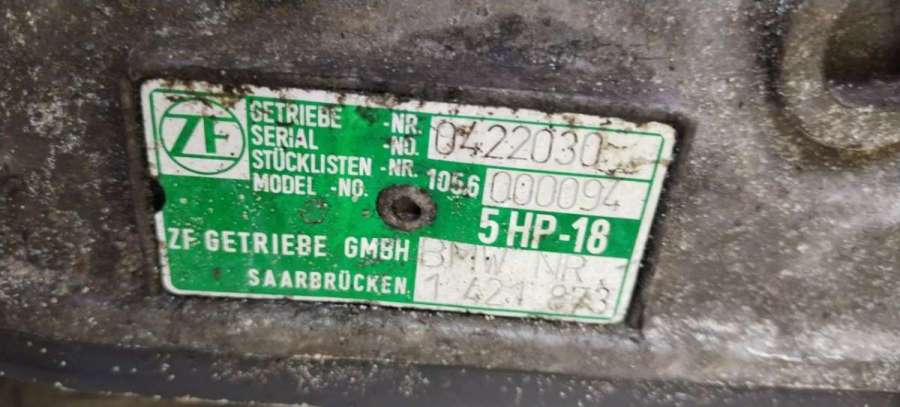 ZF
GETRIEBE -NR. 0422030
SERIAL -NO.
STÜCKLISTEN -NR. 1056 000094
MODEL -NO.
5 HP-18
ZF GETRIEBE GMBH BMW NR
SAARBRÜCKEN 1 421 873